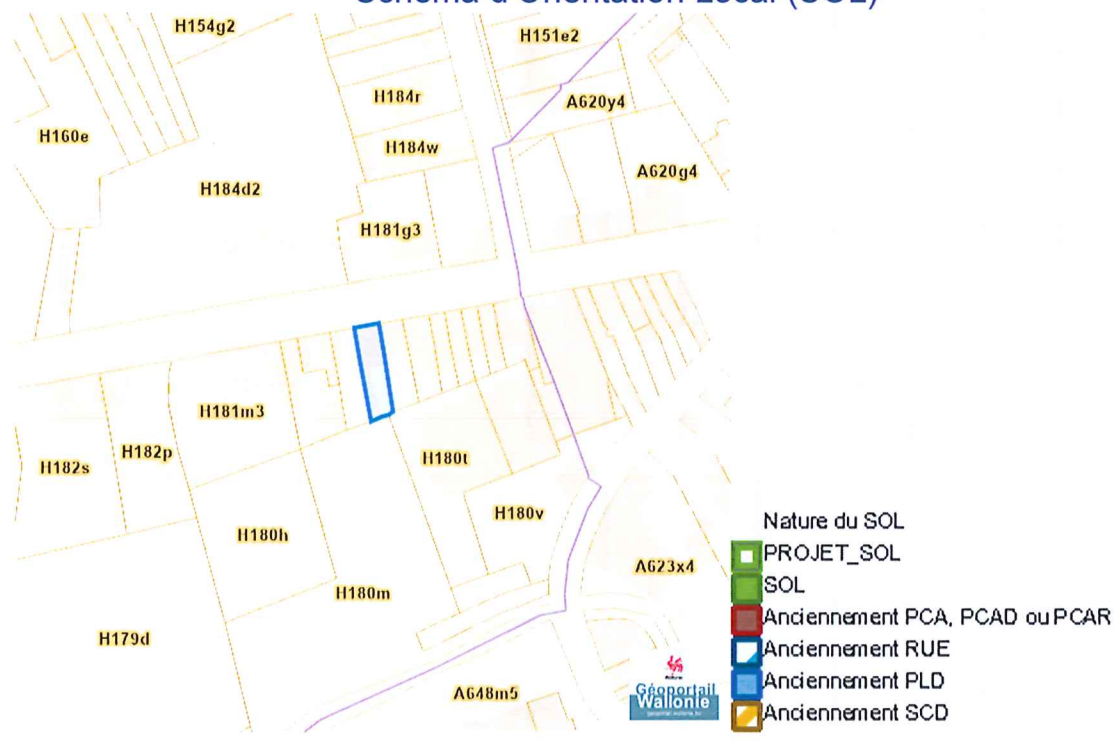 Schéma d'Orientation Local (SOL)
H154g2
H151e2
H184r
A620y4
H160e
H184w
A620g4
H184d2
H181g3
H181m3
H182p
H182s
H180t
H180v
H180h
A623x4
H180m
H179d
A648m5
Géoportail
Wallonie
Nature du SOL
PROJET_SOL
SOL
Anciennement PCA, PCAD ou PCAR
Anciennement RUE
Anciennement PLD
Anciennement SCD